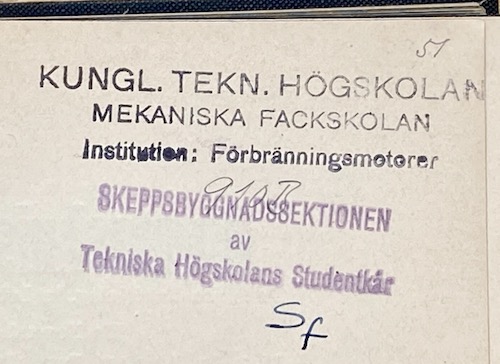 51
KUNGL. TEKN. HÖGSKOLAN
MEKANISKA FACKSKOLAN
Institution: Förbränningsmotorer
SKEPPSBYGGNADSSEKTIONEN
av
Tekniska Högskolans Studentkår
Sf